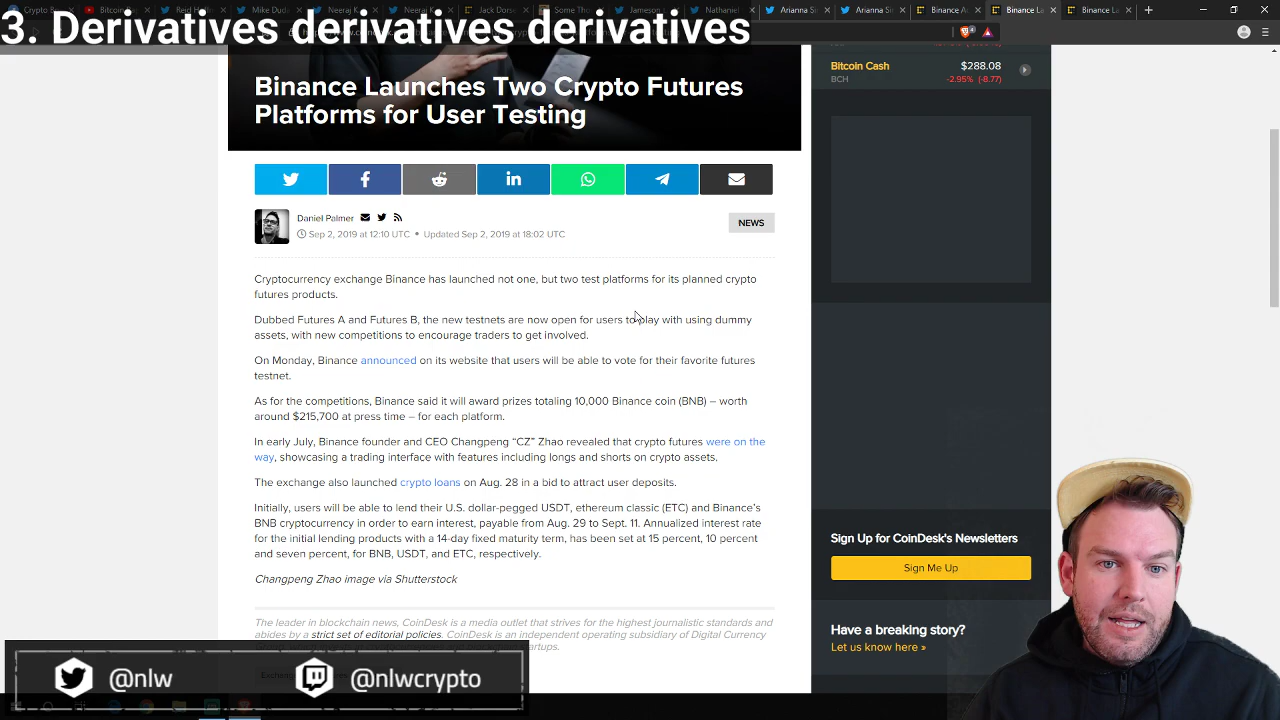 3. Derivatives derivatives derivatives
Bitcoin Cash
$288.08
BCH
-2.95% (-8.77)
Binance Launches Two Crypto Futures
Platforms for User Testing
Daniel Palmer
Sep 2, 2019 at 12:10 UTC • Updated Sep 2, 2019 at 18:02 UTC
NEWS
Cryptocurrency exchange Binance has launched not one, but two test platforms for its planned crypto
futures products.
Dubbed Futures A and Futures B, the new testnets are now open for users to play with using dummy
assets, with new competitions to encourage traders to get involved.
On Monday, Binance announced on its website that users will be able to vote for their favorite futures
testnet.
As for the competitions, Binance said it will award prizes totaling 10,000 Binance coin (BNB) – worth
around $215,700 at press time – for each platform.
In early July, Binance founder and CEO Changpeng “CZ” Zhao revealed that crypto futures were on the
way, showcasing a trading interface with features including longs and shorts on crypto assets.
The exchange also launched crypto loans on Aug. 28 in a bid to attract user deposits.
Initially, users will be able to lend their U.S. dollar-pegged USDT, ethereum classic (ETC) and Binance’s
BNB cryptocurrency in order to earn interest, payable from Aug. 29 to Sept. 11. Annualized interest rate
for the initial lending products with a 14-day fixed maturity term, has been set at 15 percent, 10 percent
and seven percent, for BNB, USDT, and ETC, respectively.
Changpeng Zhao image via Shutterstock
The leader in blockchain news, CoinDesk is a media outlet that strives for the highest journalistic standards and
abides by a strict set of editorial policies. CoinDesk is an independent operating subsidiary of Digital Currency
Sign Up for CoinDesk's Newsletters
Sign Me Up
Have a breaking story?
Let us know here »
@nlw
@nlwcrypto